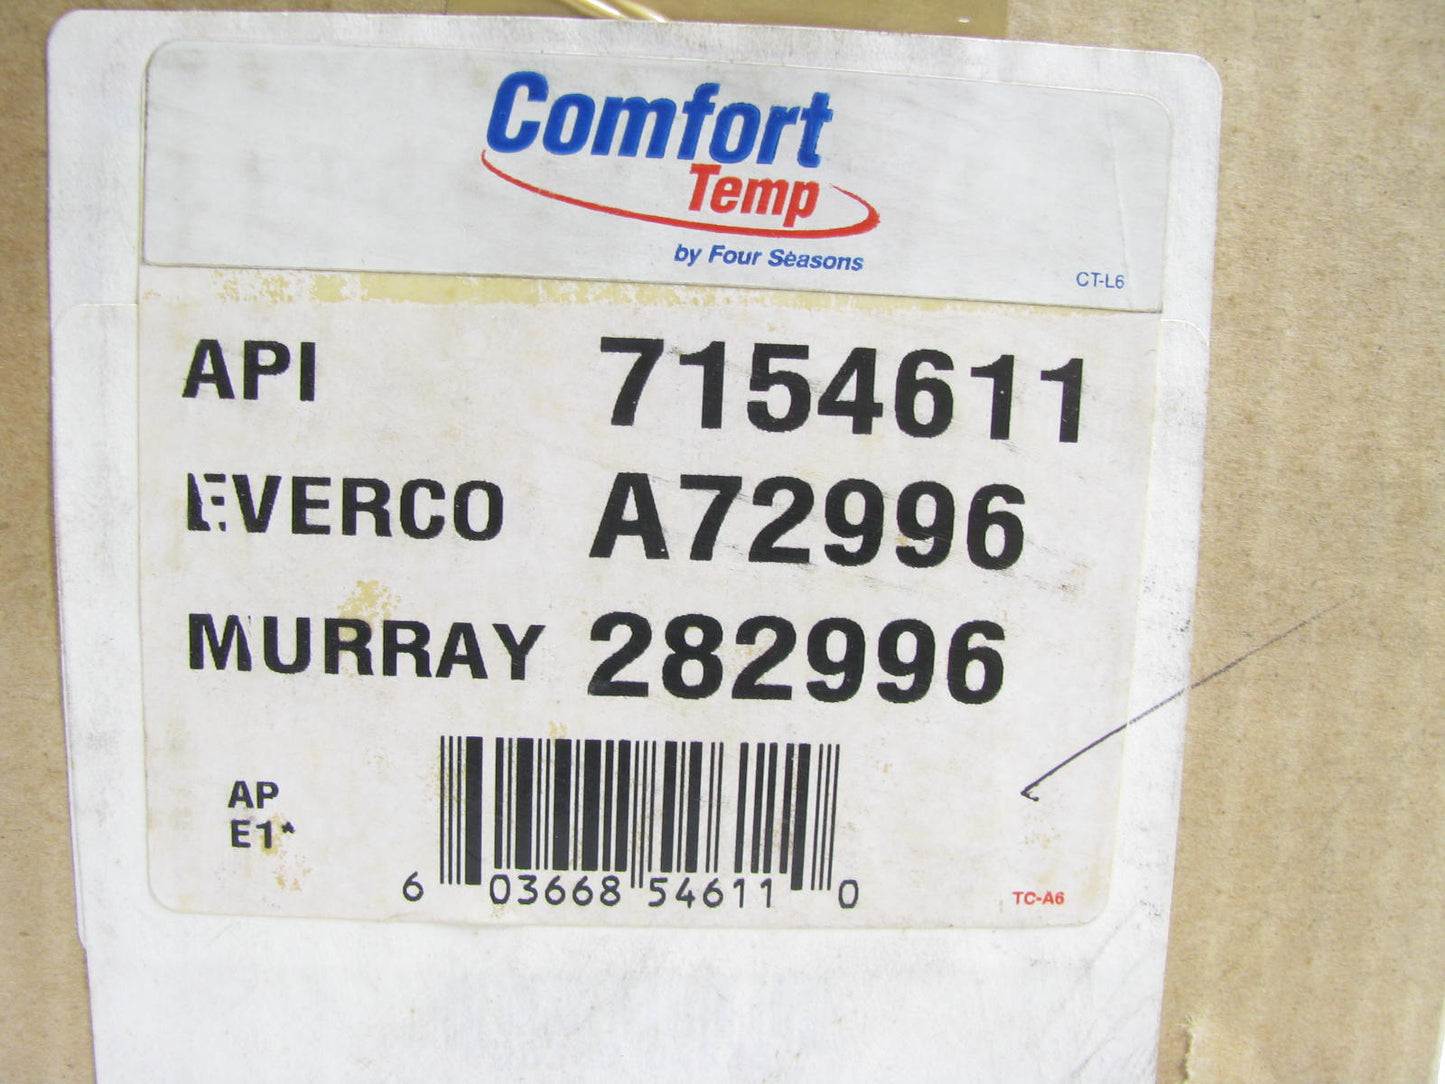 Comfort
Temp
by Four Seasons
CT-L6
API 7154611
EVERCO A72996
MURRAY 282996
AP
E1*
6 03668 54611 0
TC-A6